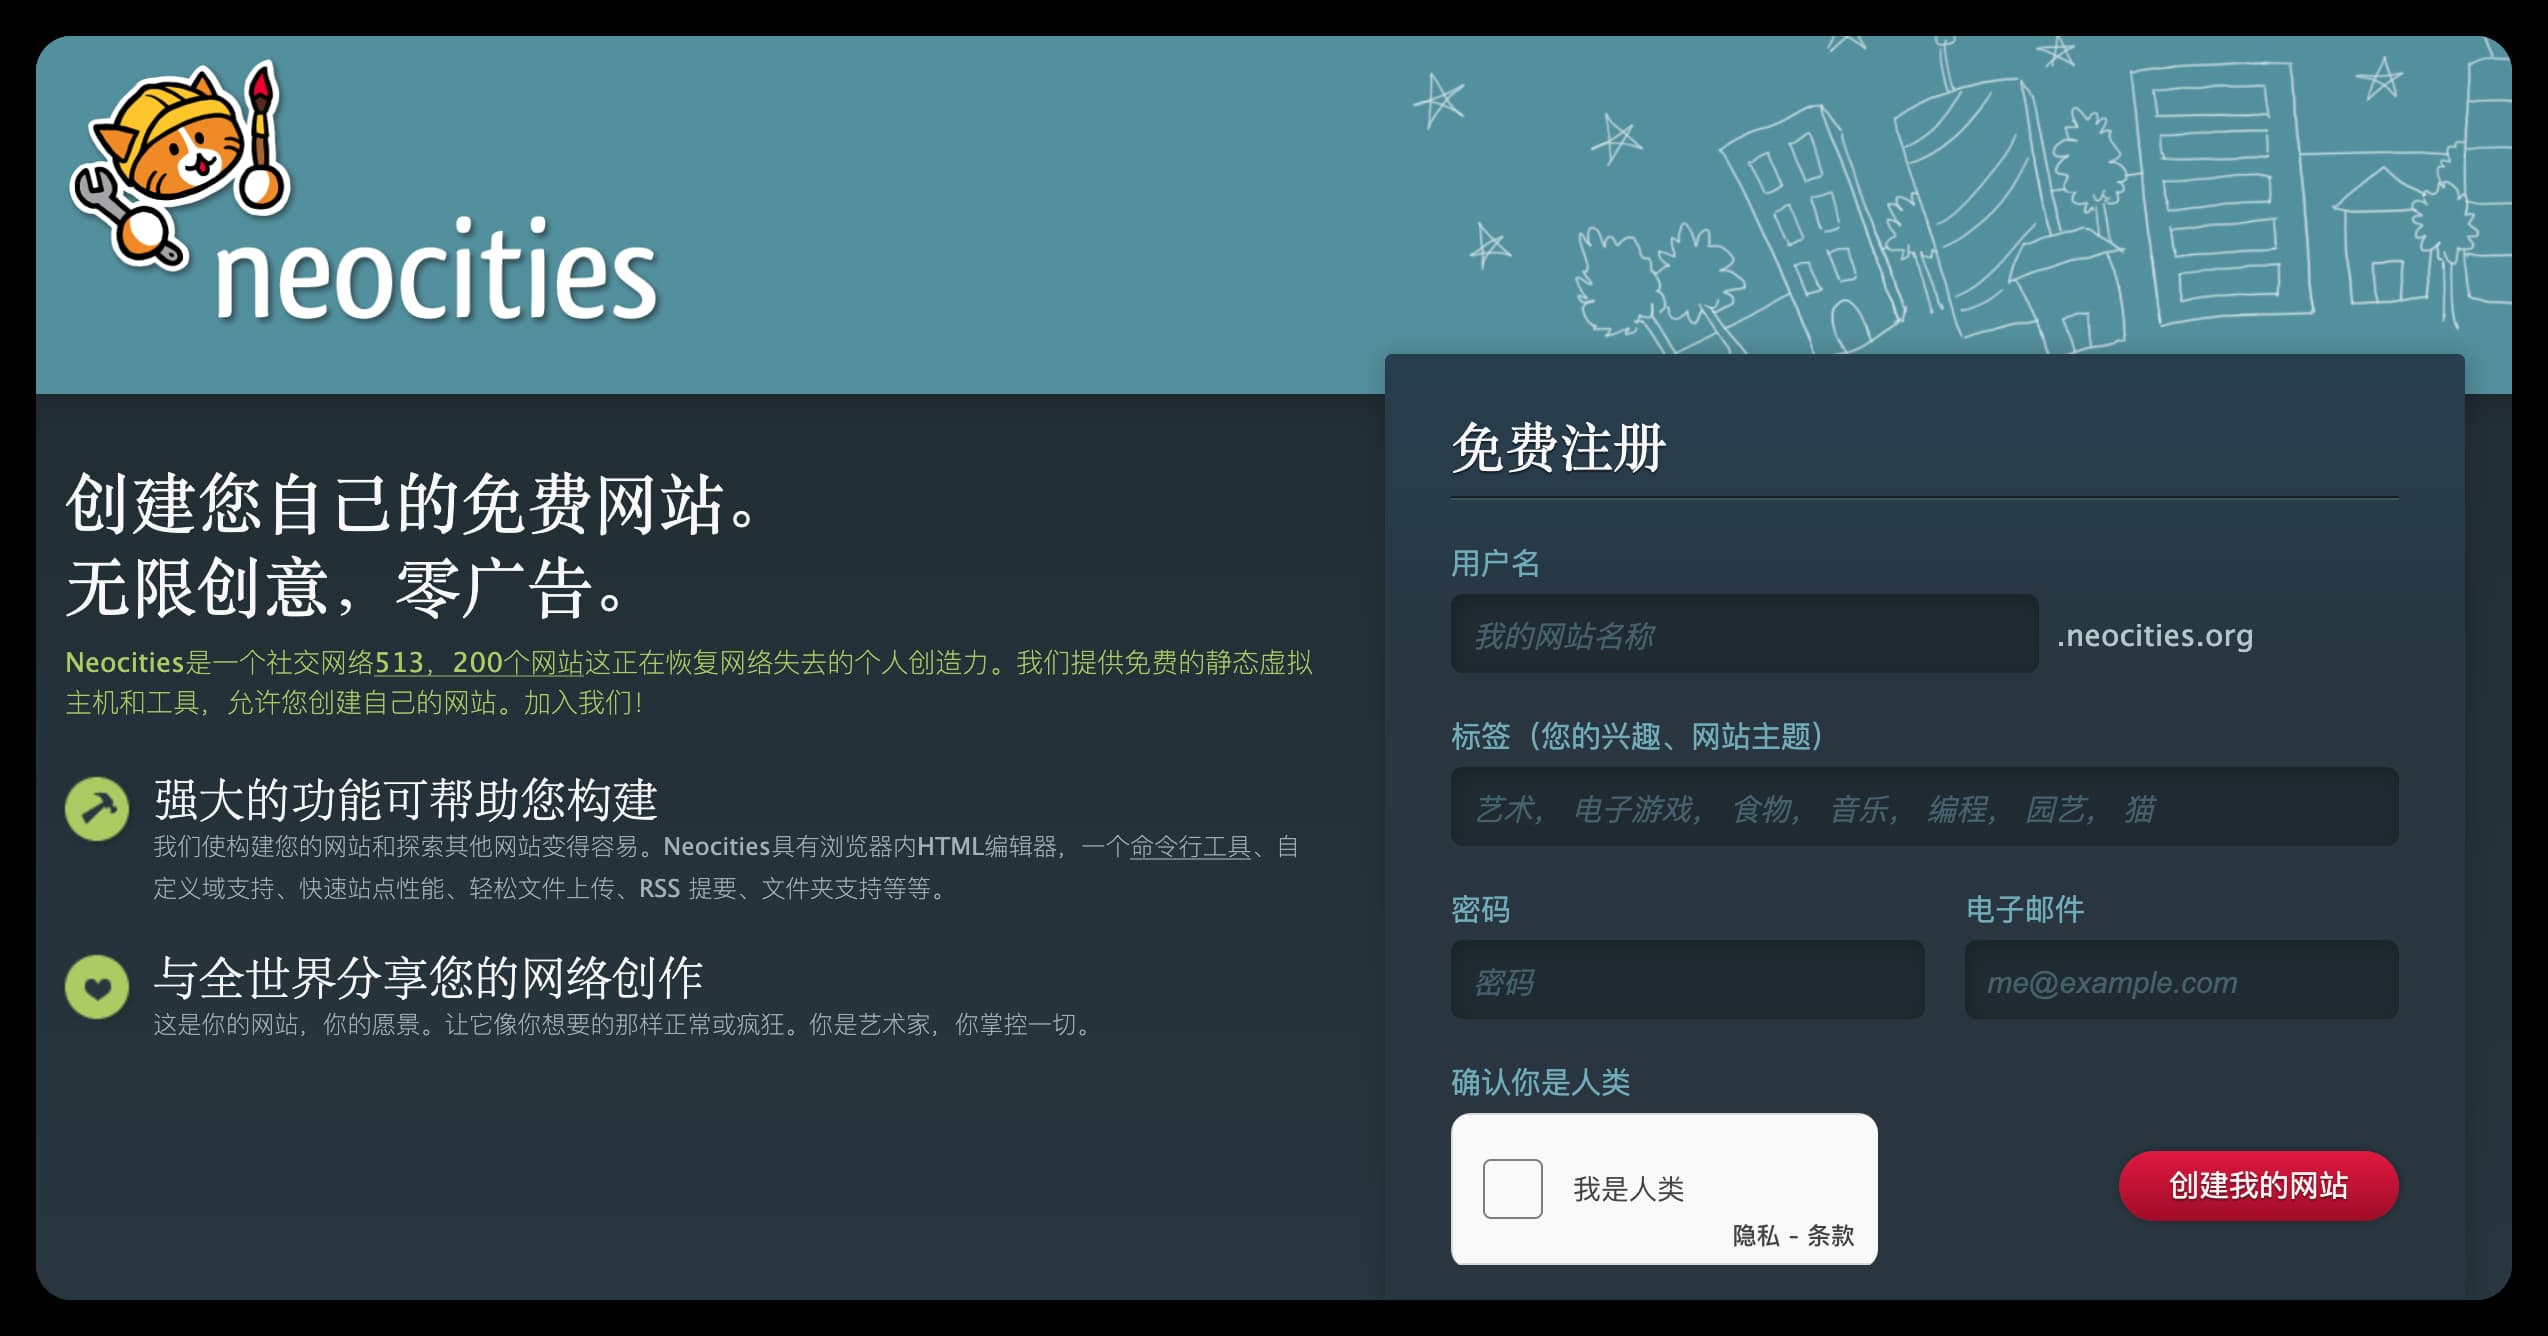 neocities
创建您自己的免费网站。
无限创意，零广告。
Neocities是一个社交网络513，200个网站这正在恢复网络失去的个人创造力。我们提供免费的静态虚拟
主机和工具，允许您创建自己的网站。加入我们！
强大的功能可帮助您构建
我们使构建您的网站和探索其他网站变得容易。Neocities具有浏览器内HTML编辑器，一个命令行工具、自
定义域支持、快速站点性能、轻松文件上传、RSS 提要、文件夹支持等等。
与全世界分享您的网络创作
这是你的网站，你的愿景。让它像你想要的那样正常或疯狂。你是艺术家，你掌控一切。
免费注册
用户名
我的网站名称 .neocities.org
标签（您的兴趣、网站主题）
艺术， 电子游戏， 食物， 音乐， 编程， 园艺， 猫
密码 电子邮件
密码 me@example.com
确认你是人类
我是人类
隐私 - 条款
创建我的网站